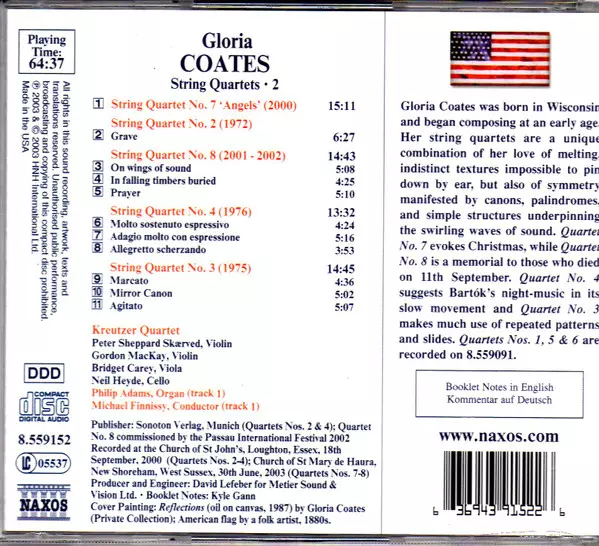 Playing
Time:
64:37
All rights in this sound recording, artwork, texts and
translations reserved. Unauthorised public performance,
broadcasting and copying of this compact disc prohibited.
℗ 2003 & © 2003 HNH International Ltd.
Made in the USA
DDD
COMPACT
disc
DIGITAL AUDIO
8.559152
LC 05537
NAXOS
Gloria
COATES
String Quartets • 2
1 String Quartet No. 7 'Angels' (2000) 15:11
String Quartet No. 2 (1972)
2 Grave 6:27
String Quartet No. 8 (2001 - 2002) 14:43
3 On wings of sound 5:08
4 In falling timbers buried 4:25
5 Prayer 5:10
String Quartet No. 4 (1976) 13:32
6 Molto sostenuto espressivo 4:24
7 Adagio molto con espressione 5:16
8 Allegretto scherzando 3:53
String Quartet No. 3 (1975) 14:45
9 Marcato 4:36
10 Mirror Canon 5:02
11 Agitato 5:07
Kreutzer Quartet
Peter Sheppard Skærved, Violin
Gordon MacKay, Violin
Bridget Carey, Viola
Neil Heyde, Cello
Philip Adams, Organ (track 1)
Michael Finnissy, Conductor (track 1)
Publisher: Sonoton Verlag, Munich (Quartets Nos. 2 & 4); Quartet
No. 8 commissioned by the Passau International Festival 2002
Recorded at the Church of St John's, Loughton, Essex, 18th
September, 2000 (Quartets Nos. 2-4); Church of St Mary de Haura,
New Shoreham, West Sussex, 30th June, 2003 (Quartets Nos. 7-8)
Producer and Engineer: David Lefeber for Metier Sound &
Vision Ltd. • Booklet Notes: Kyle Gann
Cover Painting: Reflections (oil on canvas, 1987) by Gloria Coates
(Private Collection); American flag by a folk artist, 1880s.
Gloria Coates was born in Wisconsin
and began composing at an early age.
Her string quartets are a unique
combination of her love of melting,
indistinct textures impossible to pin
down by ear, but also of symmetry
manifested by canons, palindromes,
and simple structures underpinning
the swirling waves of sound. Quartet
No. 7 evokes Christmas, while Quartet
No. 8 is a memorial to those who died
on 11th September. Quartet No. 4
suggests Bartók's night-music in its
slow movement and Quartet No. 3
makes much use of repeated patterns
and slides. Quartets Nos. 1, 5 & 6 are
recorded on 8.559091.
Booklet Notes in English
Kommentar auf Deutsch
www.naxos.com
6 36943 91522 6